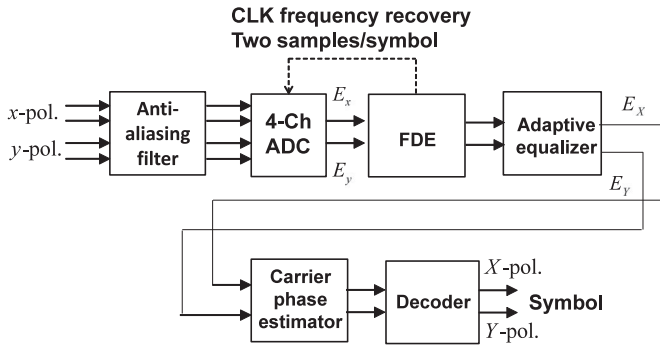 CLK frequency recovery
Two samples/symbol
x-pol.
y-pol.
Anti-
aliasing
filter
4-Ch
ADC
E_x
E_y
FDE
Adaptive
equalizer
E_X
E_Y
Carrier
phase
estimator
Decoder
X-pol.
Y-pol.
Symbol